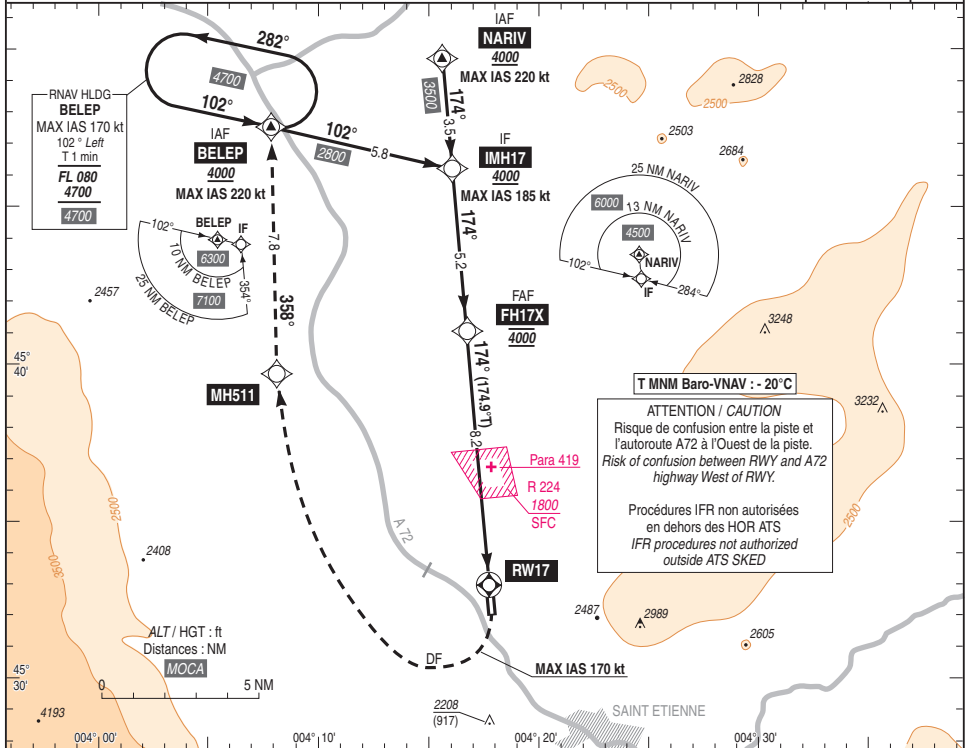 IAF
NARIV
4000
MAX IAS 220 kt
282°
4700
3500
174°
3.5
2828
2500
2500
RNAV HLDG
BELEP
MAX IAS 170 kt
102 ° Left
T 1 min
FL 080
4700
4700
102°
IAF
BELEP
4000
MAX IAS 220 kt
102°
2800
5.8
IF
IMH17
4000
MAX IAS 185 kt
2503
2684
25 NM NARIV
6000
13 NM NARIV
4500
NARIV
102°
IF
284°
BELEP
IF
102°
6300
10 NM BELEP
7100
25 NM BELEP
354°
7.8
358°
174°
5.2
2457
FAF
FH17X
4000
3248
45°
40'
MH511
174° (174.9°T)
8.2
T MNM Baro-VNAV : - 20°C
3232
ATTENTION / CAUTION
Risque de confusion entre la piste et
l'autoroute A72 à l'Ouest de la piste.
Risk of confusion between RWY and A72
highway West of RWY.
Procédures IFR non autorisées
en dehors des HOR ATS
IFR procedures not authorized
outside ATS SKED
Para 419
R 224
1800
SFC
2500
3500
2500
A 72
2408
RW17
2487
2989
2605
ALT / HGT : ft
Distances : NM
MOCA
0
5 NM
DF
MAX IAS 170 kt
45°
30'
4193
2208
(917)
SAINT ETIENNE
004° 00'
004° 10'
004° 20'
004° 30'